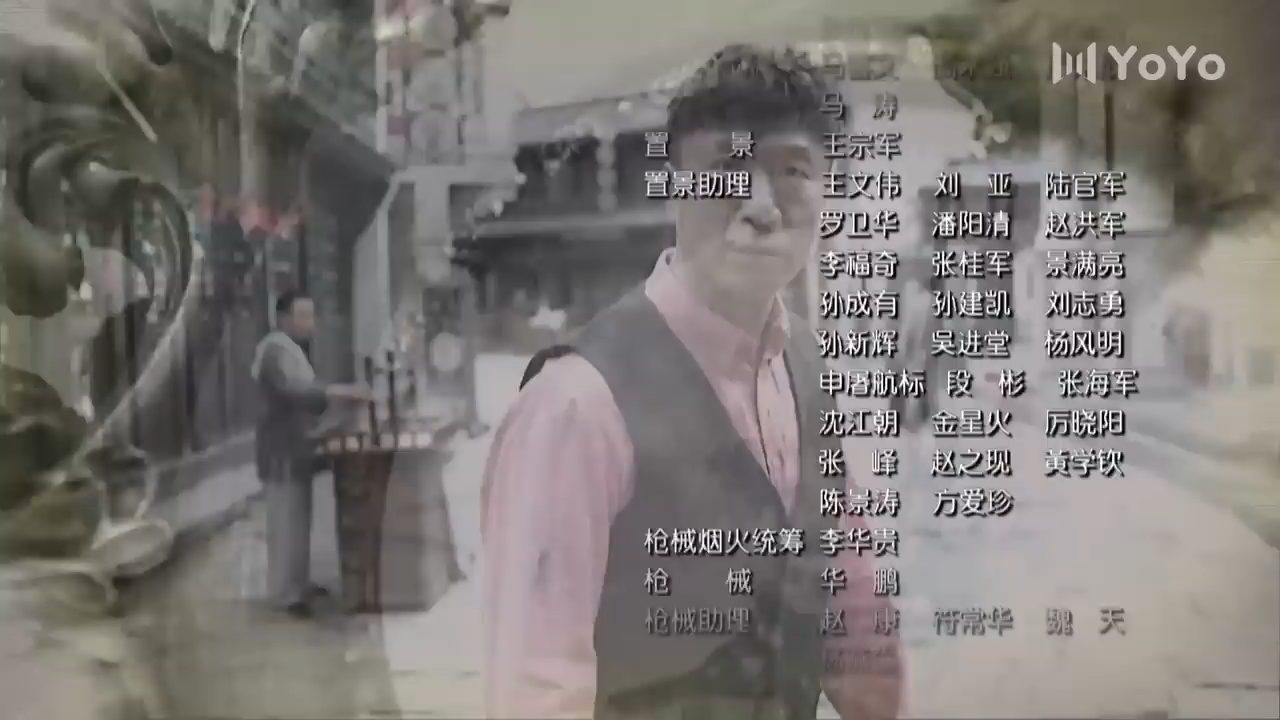 YoYo
马 涛
置 景 王宗军
置景助理 王文伟 刘 亚 陆官军
罗卫华 潘阳清 赵洪军
李福奇 张桂军 景满亮
孙成有 孙建凯 刘志勇
孙新辉 吴进堂 杨风明
申屠航标 段 彬 张海军
沈江朝 金星火 厉晓阳
张 峰 赵之现 黄学钦
陈景涛 方爱珍
枪械烟火统筹 李华贵
枪 械 华 鹏
枪械助理 赵 康 符常华 魏 天